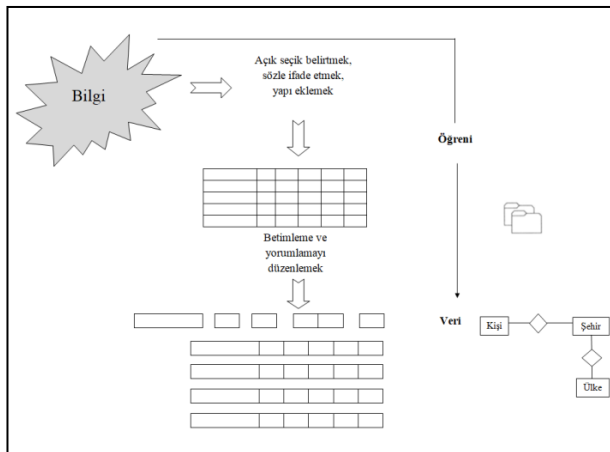 Bilgi
Açık seçik belirtmek,
sözle ifade etmek,
yapı eklemek
Öğreni
Betimleme ve
yorumlamayı
düzenlemek
Veri
Kişi
Şehir
Ülke